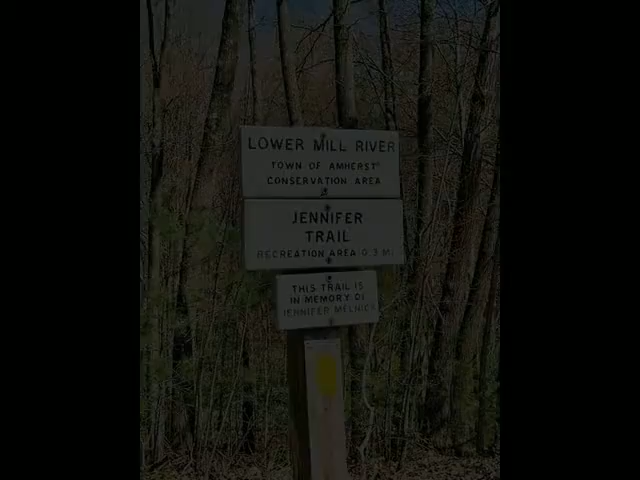 LOWER MILL RIVER
TOWN OF AMHERST
CONSERVATION AREA
JENNIFER
TRAIL
RECREATION AREA 0.3 MI
THIS TRAIL IS
IN MEMORY OF
JENNIFER MELNICK